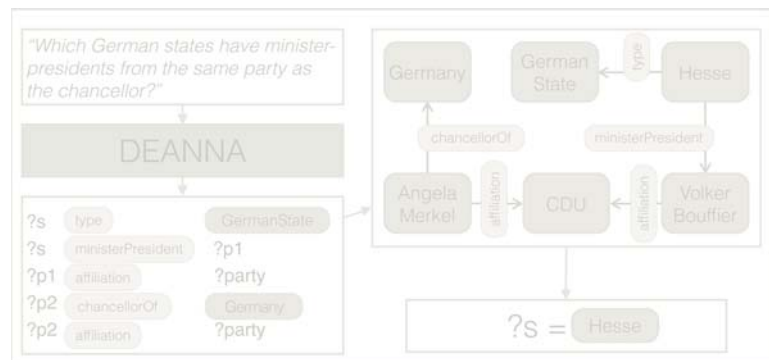 "Which German states have minister-
presidents from the same party as
the chancellor?"
DEANNA
?s type GermanState
?s ministerPresident ?p1
?p1 affiliation ?party
?p2 chancellorOf Germany
?p2 affiliation ?party
Germany
German
State
type
Hesse
chancellorOf
ministerPresident
Angela
Merkel
affiliation
CDU
affiliation
Volker
Bouffier
?s = Hesse